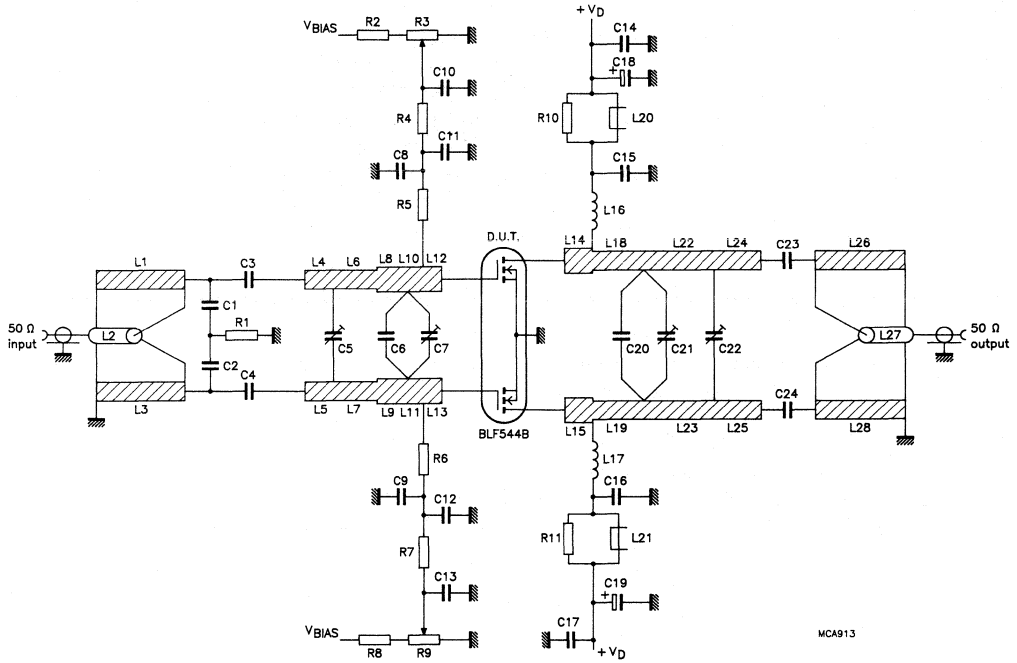 +VD
VBIAS R2 R3 C14
C18
C10
R4 R10 L20
C11
C8 C15
R5 L16
D.U.T.
L14 L18 L22 L24 C23 L26
L1 C3 L4 L6 L8 L10 L12
C1
50 Ω input L2 R1 C5 C6 C7 C20 C21 C22 L27 50 Ω output
C2
C4 C24
L3 L5 L7 L9 L11 L13 BLF544B L15 L19 L23 L25 L28
R6 L17
C9 C16
C12
R7 R11 L21
C13 C19
VBIAS R8 R9 C17 +VD
MCA913